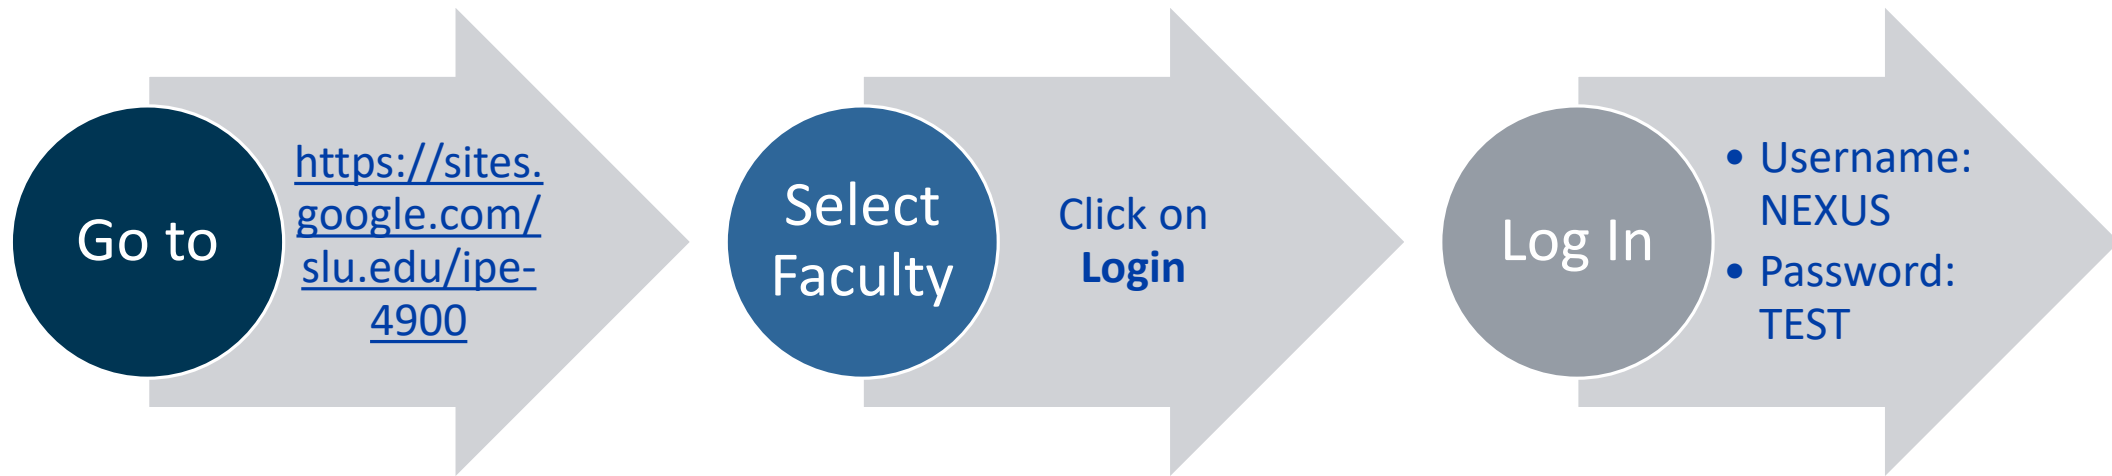 Go to
https://sites.
google.com/
slu.edu/ipe-
4900
Select
Faculty
Click on
Login
Log In
• Username:
NEXUS
• Password:
TEST